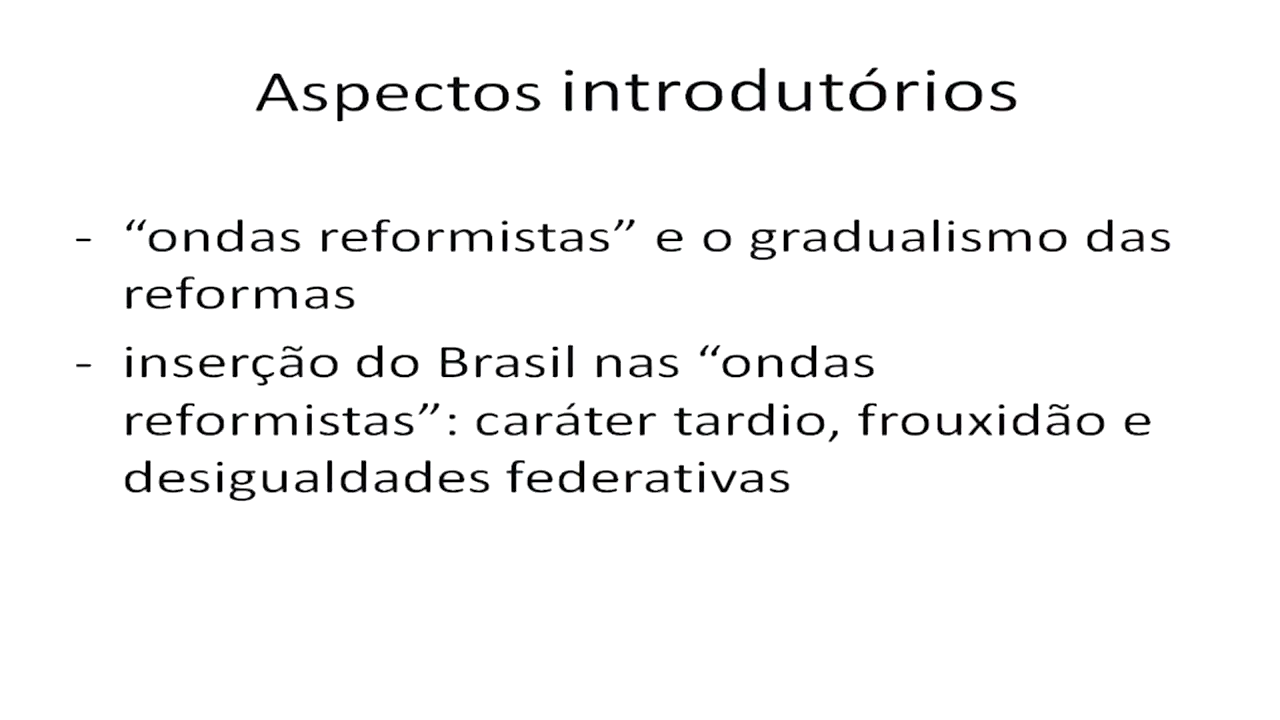 Aspectos introdutórios
- “ondas reformistas” e o gradualismo das
reformas
- inserção do Brasil nas “ondas
reformistas”: caráter tardio, frouxidão e
desigualdades federativas